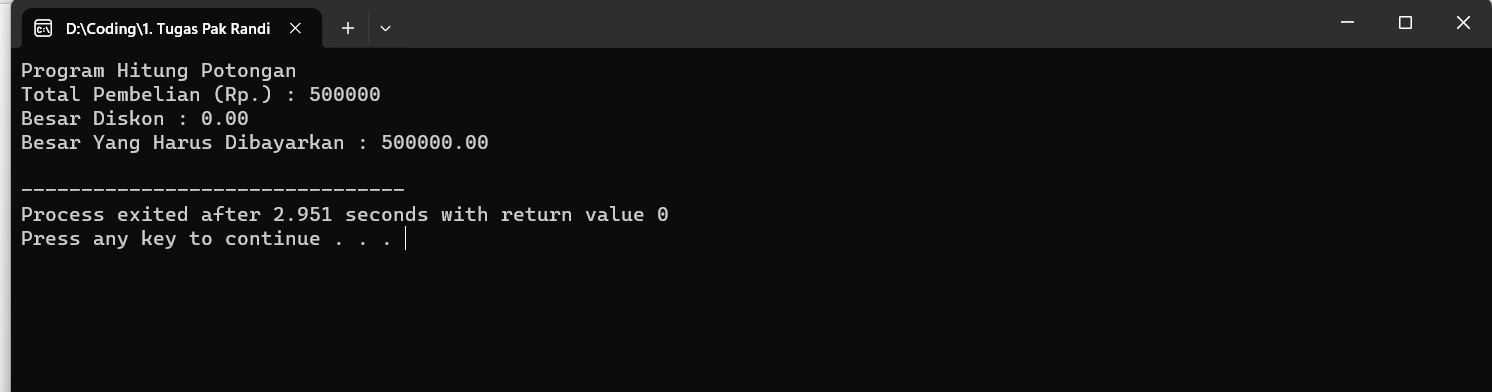 D:\Coding\1. Tugas Pak Randi
Program Hitung Potongan
Total Pembelian (Rp.) : 500000
Besar Diskon : 0.00
Besar Yang Harus Dibayarkan : 500000.00
--------------------------------
Process exited after 2.951 seconds with return value 0
Press any key to continue . . .